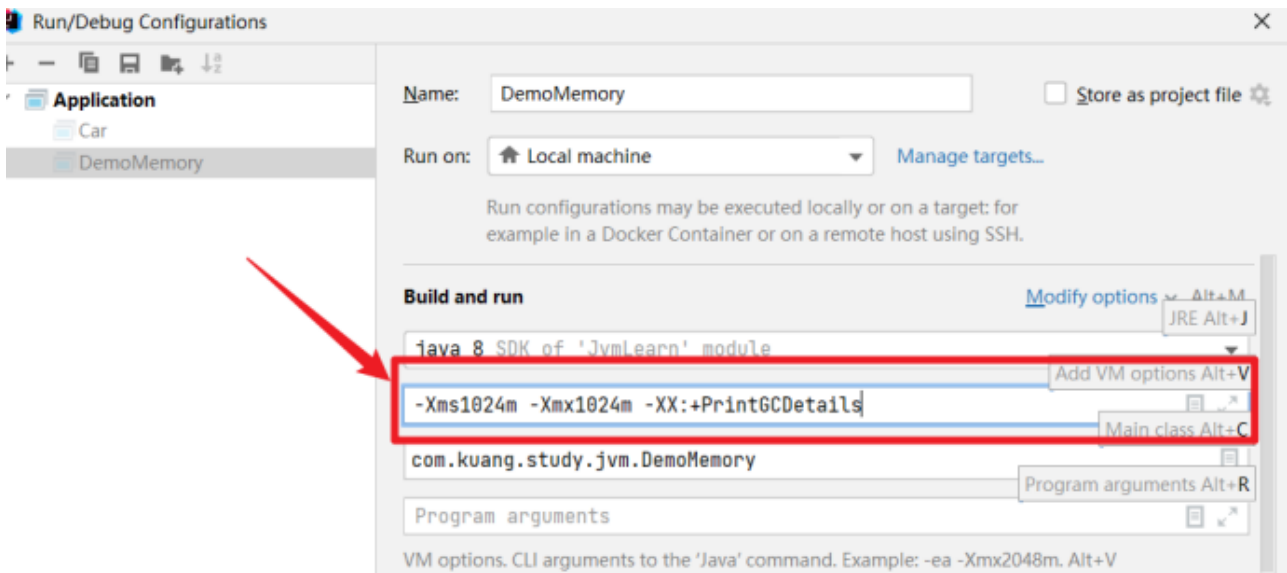 Run/Debug Configurations
Application
Car
DemoMemory
Name: DemoMemory Store as project file
Run on: Local machine Manage targets...
Run configurations may be executed locally or on a target: for
example in a Docker Container or on a remote host using SSH.
Build and run Modify options Alt+M
JRE Alt+J
java 8 SDK of 'JvmLearn' module
Add VM options Alt+V
-Xms1024m -Xmx1024m -XX:+PrintGCDetails
Main class Alt+C
com.kuang.study.jvm.DemoMemory
Program arguments Alt+R
Program arguments
VM options. CLI arguments to the 'Java' command. Example: -ea -Xmx2048m. Alt+V